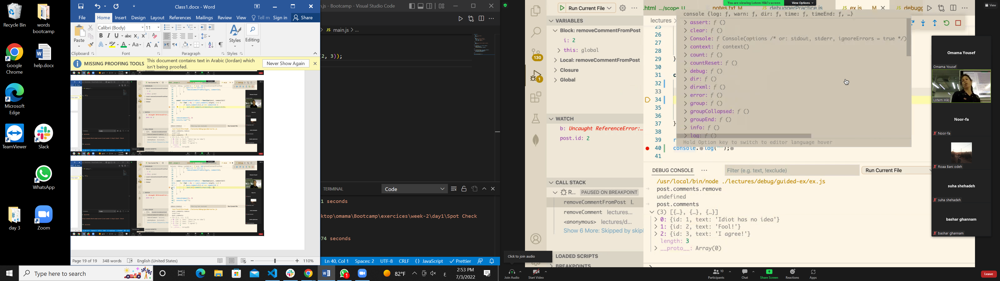 Recycle Bin
words bootcamp
Google Chrome
help.docx
Microsoft Edge
TeamViewer
Slack
WhatsApp
day 3
Zoom
Class1.docx - Word
File
Home
Insert
Design
Layout
References
Mailings
Review
View
Tell m
Sign in
Share
Paste
Calibri (Body)
11
Styles
Editing
Clipboard
Font
Paragraph
Styles
MISSING PROOFING TOOLS
This document contains text in Arabic (Jordan) which
isn't being proofed.
Never Show Again
Page 19 of 19
348 words
English (United States)
110%
.js - Bootcamp - Visual Studio Code
JS main.js > ...
2, 3));
TERMINAL
Code
1 seconds
ktop\omama\Bootcamp\exercices\week-2\day1\Spot Check
74 seconds
Ln 40, Col 1
Spaces: 2
UTF-8
CRLF
{ } JavaScript
Prettier
Type here to search
82°F
ع
2:53 PM
7/3/2022
You are viewing Lotem Hiki's screen
View Options
View
Run Current File
.html .../scope U
notes.txt M
debuggerPractice.js
ex.js M
debugg
130
1
VARIABLES
Block: removeCommentFromPost
i: 2
this: global
Local: removeCommentFromPost
Closure
Global
WATCH
b: Uncaught ReferenceError:…
post.id: 2
CALL STACK
R... PAUSED ON BREAKPOINT
removeCommentFromPost l.
removeComment lectures...
<anonymous> lectures/d...
Show 6 More: Skipped by skipl
LOADED SCRIPTS
BREAKPOINTS
lectures
25
26
27
28
29 }
30
31 c
32
33
34
35
36
37 }
38
39 r
40 console.log("");
41
console {log: ƒ, warn: ƒ, dir: ƒ, time: ƒ, timeEnd: ƒ, …}
assert: ƒ ()
clear: ƒ ()
Console: ƒ Console(options /* or: stdout, stderr, ignoreErrors = true */)
context: ƒ context()
count: ƒ ()
countReset: ƒ ()
debug: ƒ ()
dir: ƒ ()
dirxml: ƒ ()
error: ƒ ()
group: ƒ ()
groupCollapsed: ƒ ()
groupEnd: ƒ ()
info: ƒ ()
log: ƒ ()
Hold Option key to switch to editor language hover
DEBUG CONSOLE
Filter (e.g. text, !exclude)
Run Current File
/usr/local/bin/node ./lectures/debug/guided-ex/ex.js
post.comments.remove
undefined
post.comments
(3) [{…}, {…}, {…}]
0: {id: 1, text: 'Idiot has no idea'}
1: {id: 2, text: 'Fool!'}
2: {id: 3, text: 'I agree!'}
length: 3
__proto__: Array(0)
Omama Yousef
Omama Yousef
Lotem Hiki
Noor-fa
Noor-fa
Roaa Bani odeh
suha shehadeh
suha shehadeh
bashar ghannam
bashar ghannam
Click to join audio
Join Audio
Start Video
Participants
10
Chat
Share Screen
Reactions
Apps
Leave